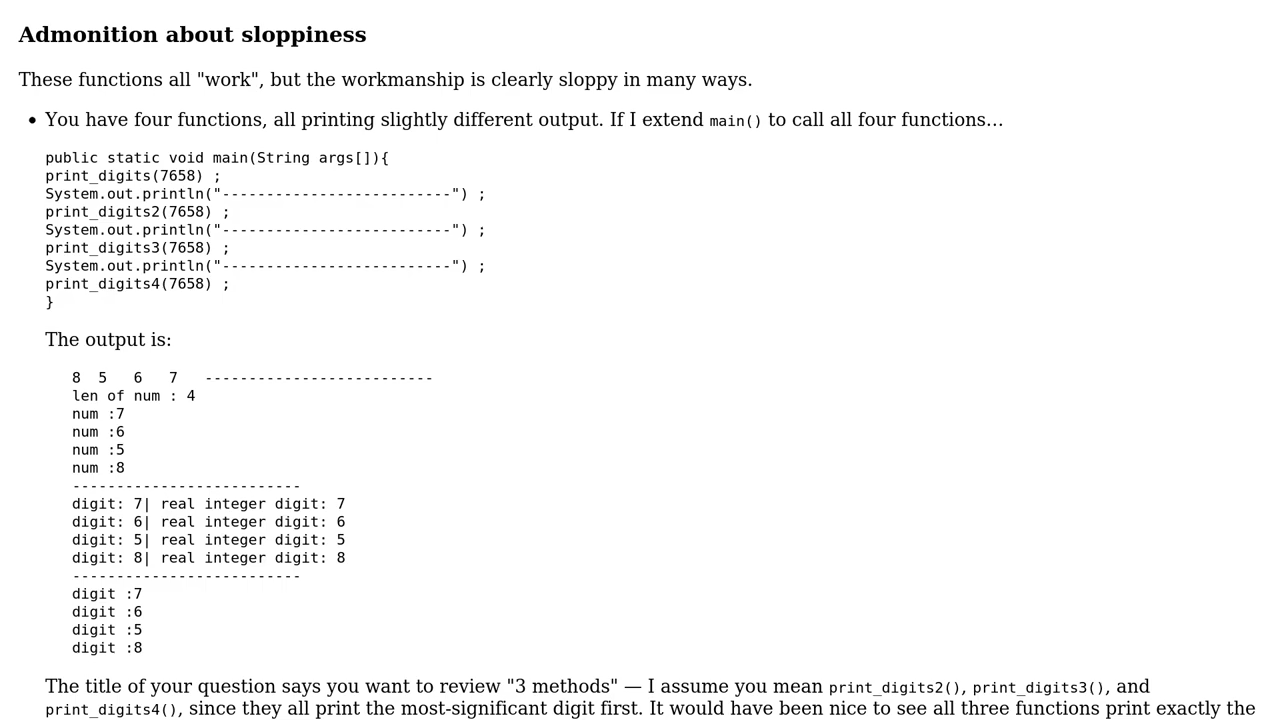 Admonition about sloppiness
These functions all "work", but the workmanship is clearly sloppy in many ways.
• You have four functions, all printing slightly different output. If I extend main() to call all four functions…
public static void main(String args[]){
print_digits(7658) ;
System.out.println("--------------------------") ;
print_digits2(7658) ;
System.out.println("--------------------------") ;
print_digits3(7658) ;
System.out.println("--------------------------") ;
print_digits4(7658) ;
}
The output is:
8  5   6   7   --------------------------
len of num : 4
num :7
num :6
num :5
num :8
--------------------------
digit: 7| real integer digit: 7
digit: 6| real integer digit: 6
digit: 5| real integer digit: 5
digit: 8| real integer digit: 8
--------------------------
digit :7
digit :6
digit :5
digit :8
The title of your question says you want to review "3 methods" — I assume you mean print_digits2(), print_digits3(), and
print_digits4(), since they all print the most-significant digit first. It would have been nice to see all three functions print exactly the